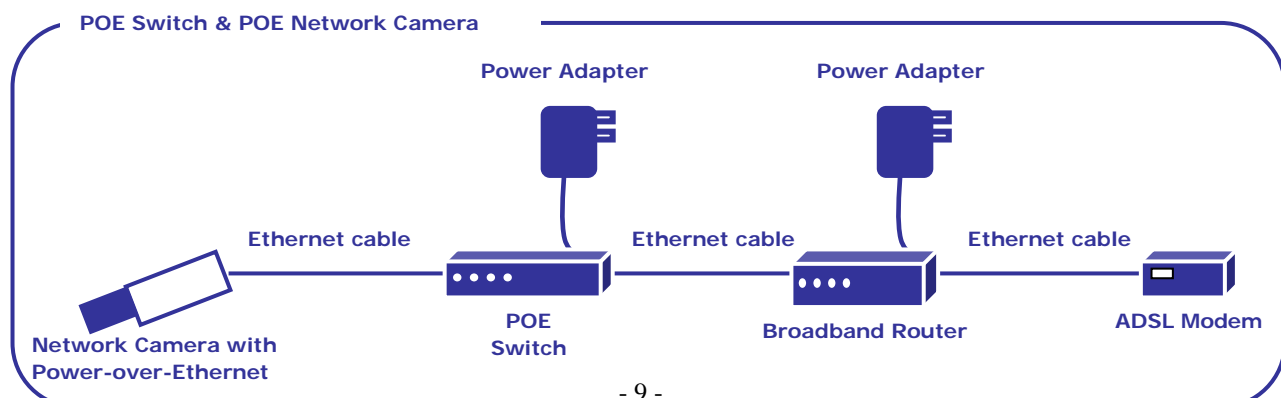 POE Switch & POE Network Camera
Power Adapter
Power Adapter
Ethernet cable
Ethernet cable
Ethernet cable
POE
Switch
Broadband Router
ADSL Modem
Network Camera with
Power-over-Ethernet
- 9 -